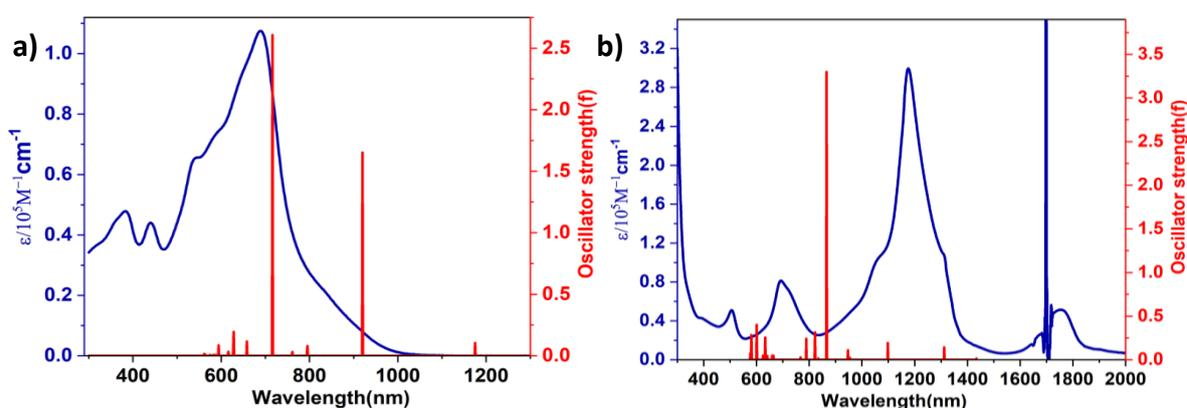 a)
ε/10⁵M⁻¹cm⁻¹
1.0
0.8
0.6
0.4
0.2
0.0
400 600 800 1000 1200
Wavelength(nm)
2.5
2.0
1.5
1.0
0.5
0.0
Oscillator strength(f)
b)
ε/10⁵M⁻¹cm⁻¹
3.2
2.8
2.4
2.0
1.6
1.2
0.8
0.4
0.0
400 600 800 1000 1200 1400 1600 1800 2000
Wavelength(nm)
3.5
3.0
2.5
2.0
1.5
1.0
0.5
0.0
Oscillator strength(f)